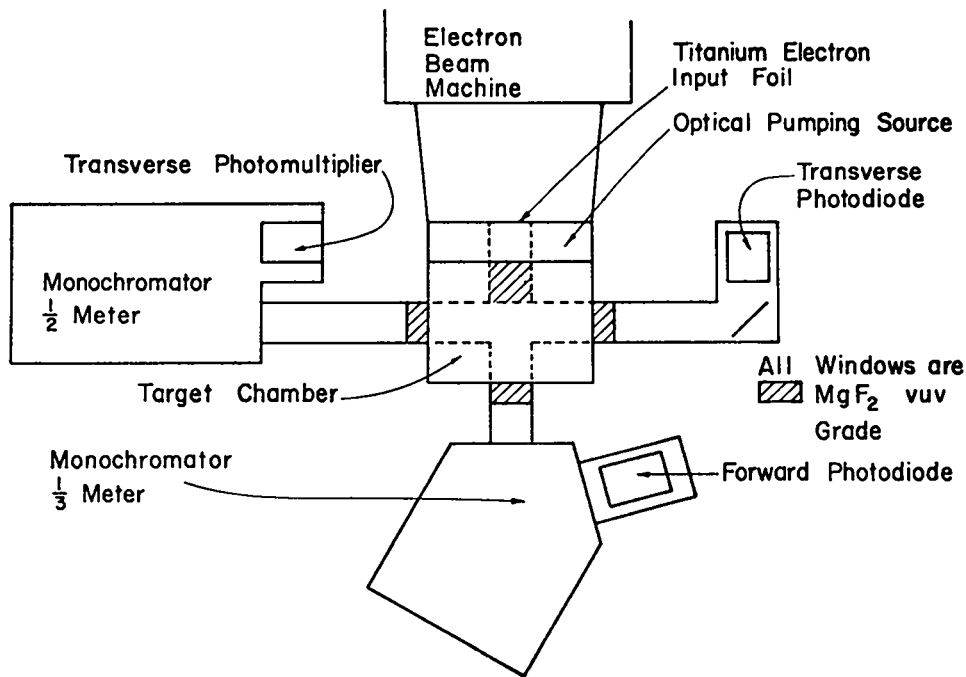 Electron
Beam
Machine
Titanium Electron
Input Foil
Optical Pumping Source
Transverse Photomultiplier
Transverse
Photodiode
Monochromator
1/2 Meter
Target Chamber
All Windows are
MgF₂ vuv
Grade
Monochromator
1/3 Meter
Forward Photodiode